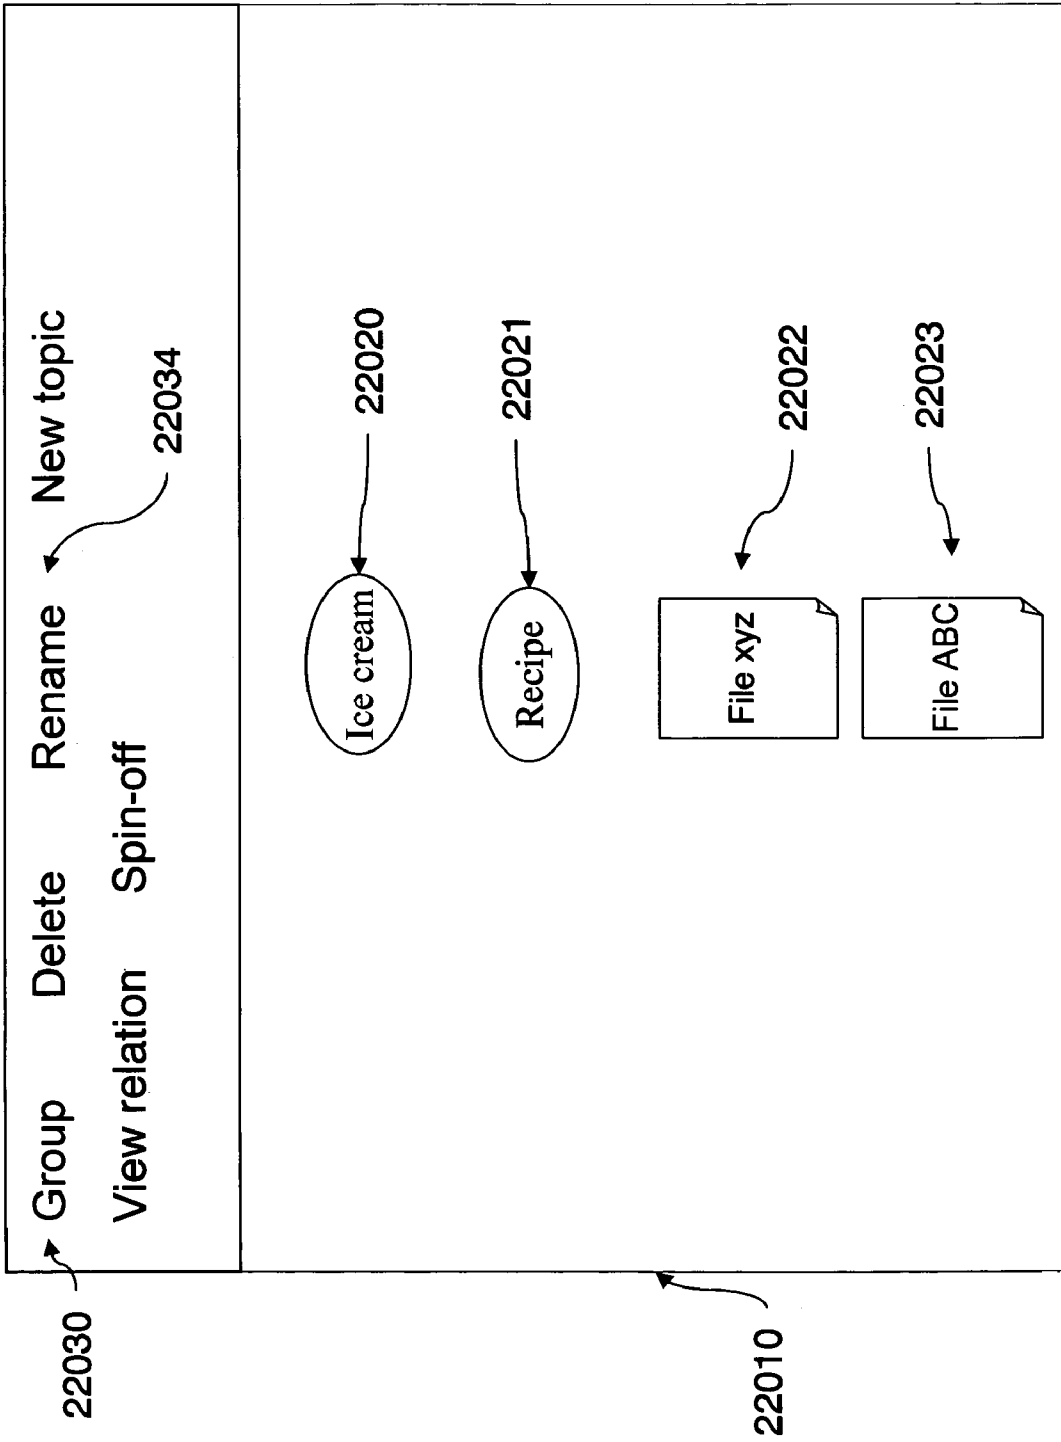 22030
Group Delete Rename New topic
View relation Spin-off
22034
Ice cream
22020
Recipe
22021
File xyz
22022
File ABC
22023
22010